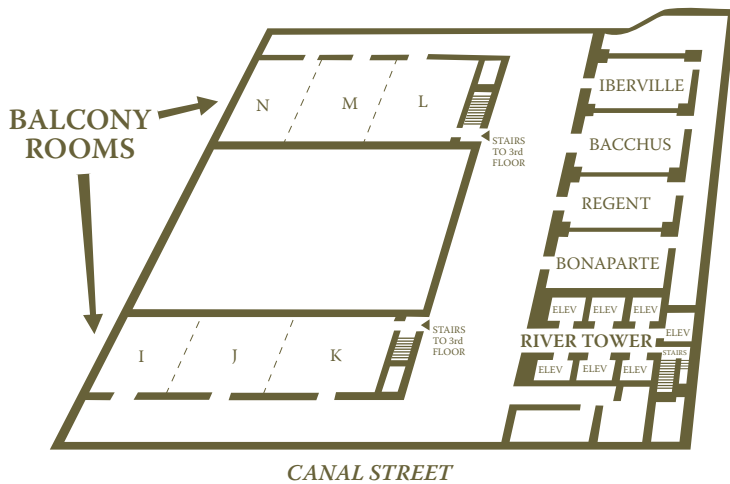 BALCONY
ROOMS
N
M
L
STAIRS
TO 3rd
FLOOR
IBERVILLE
BACCHUS
REGENT
BONAPARTE
ELEV
ELEV
ELEV
ELEV
RIVER TOWER
STAIRS
ELEV
ELEV
ELEV
I
J
K
STAIRS
TO 3rd
FLOOR
CANAL STREET